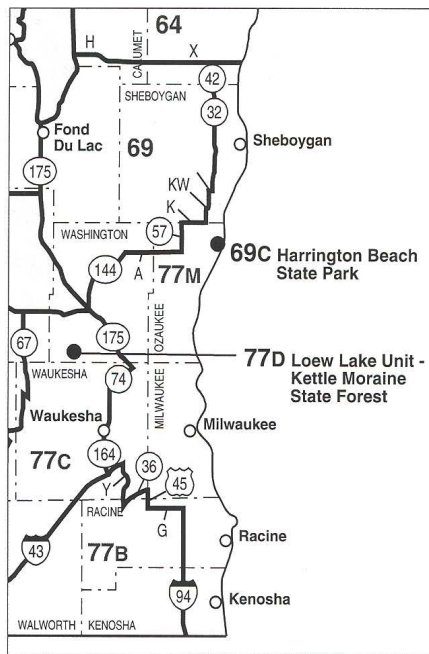 64
H
X
CALUMET
42
SHEBOYGAN
32
Fond
Du Lac
69
Sheboygan
175
KW
K
57
WASHINGTON
69C Harrington Beach
State Park
144
A
77M
OZAUKEE
175
67
77D Loew Lake Unit -
Kettle Moraine
State Forest
WAUKESHA
74
MILWAUKEE
Waukesha
Milwaukee
77C
164
36
45
Y
RACINE
G
43
77B
Racine
94
Kenosha
WALWORTH
KENOSHA